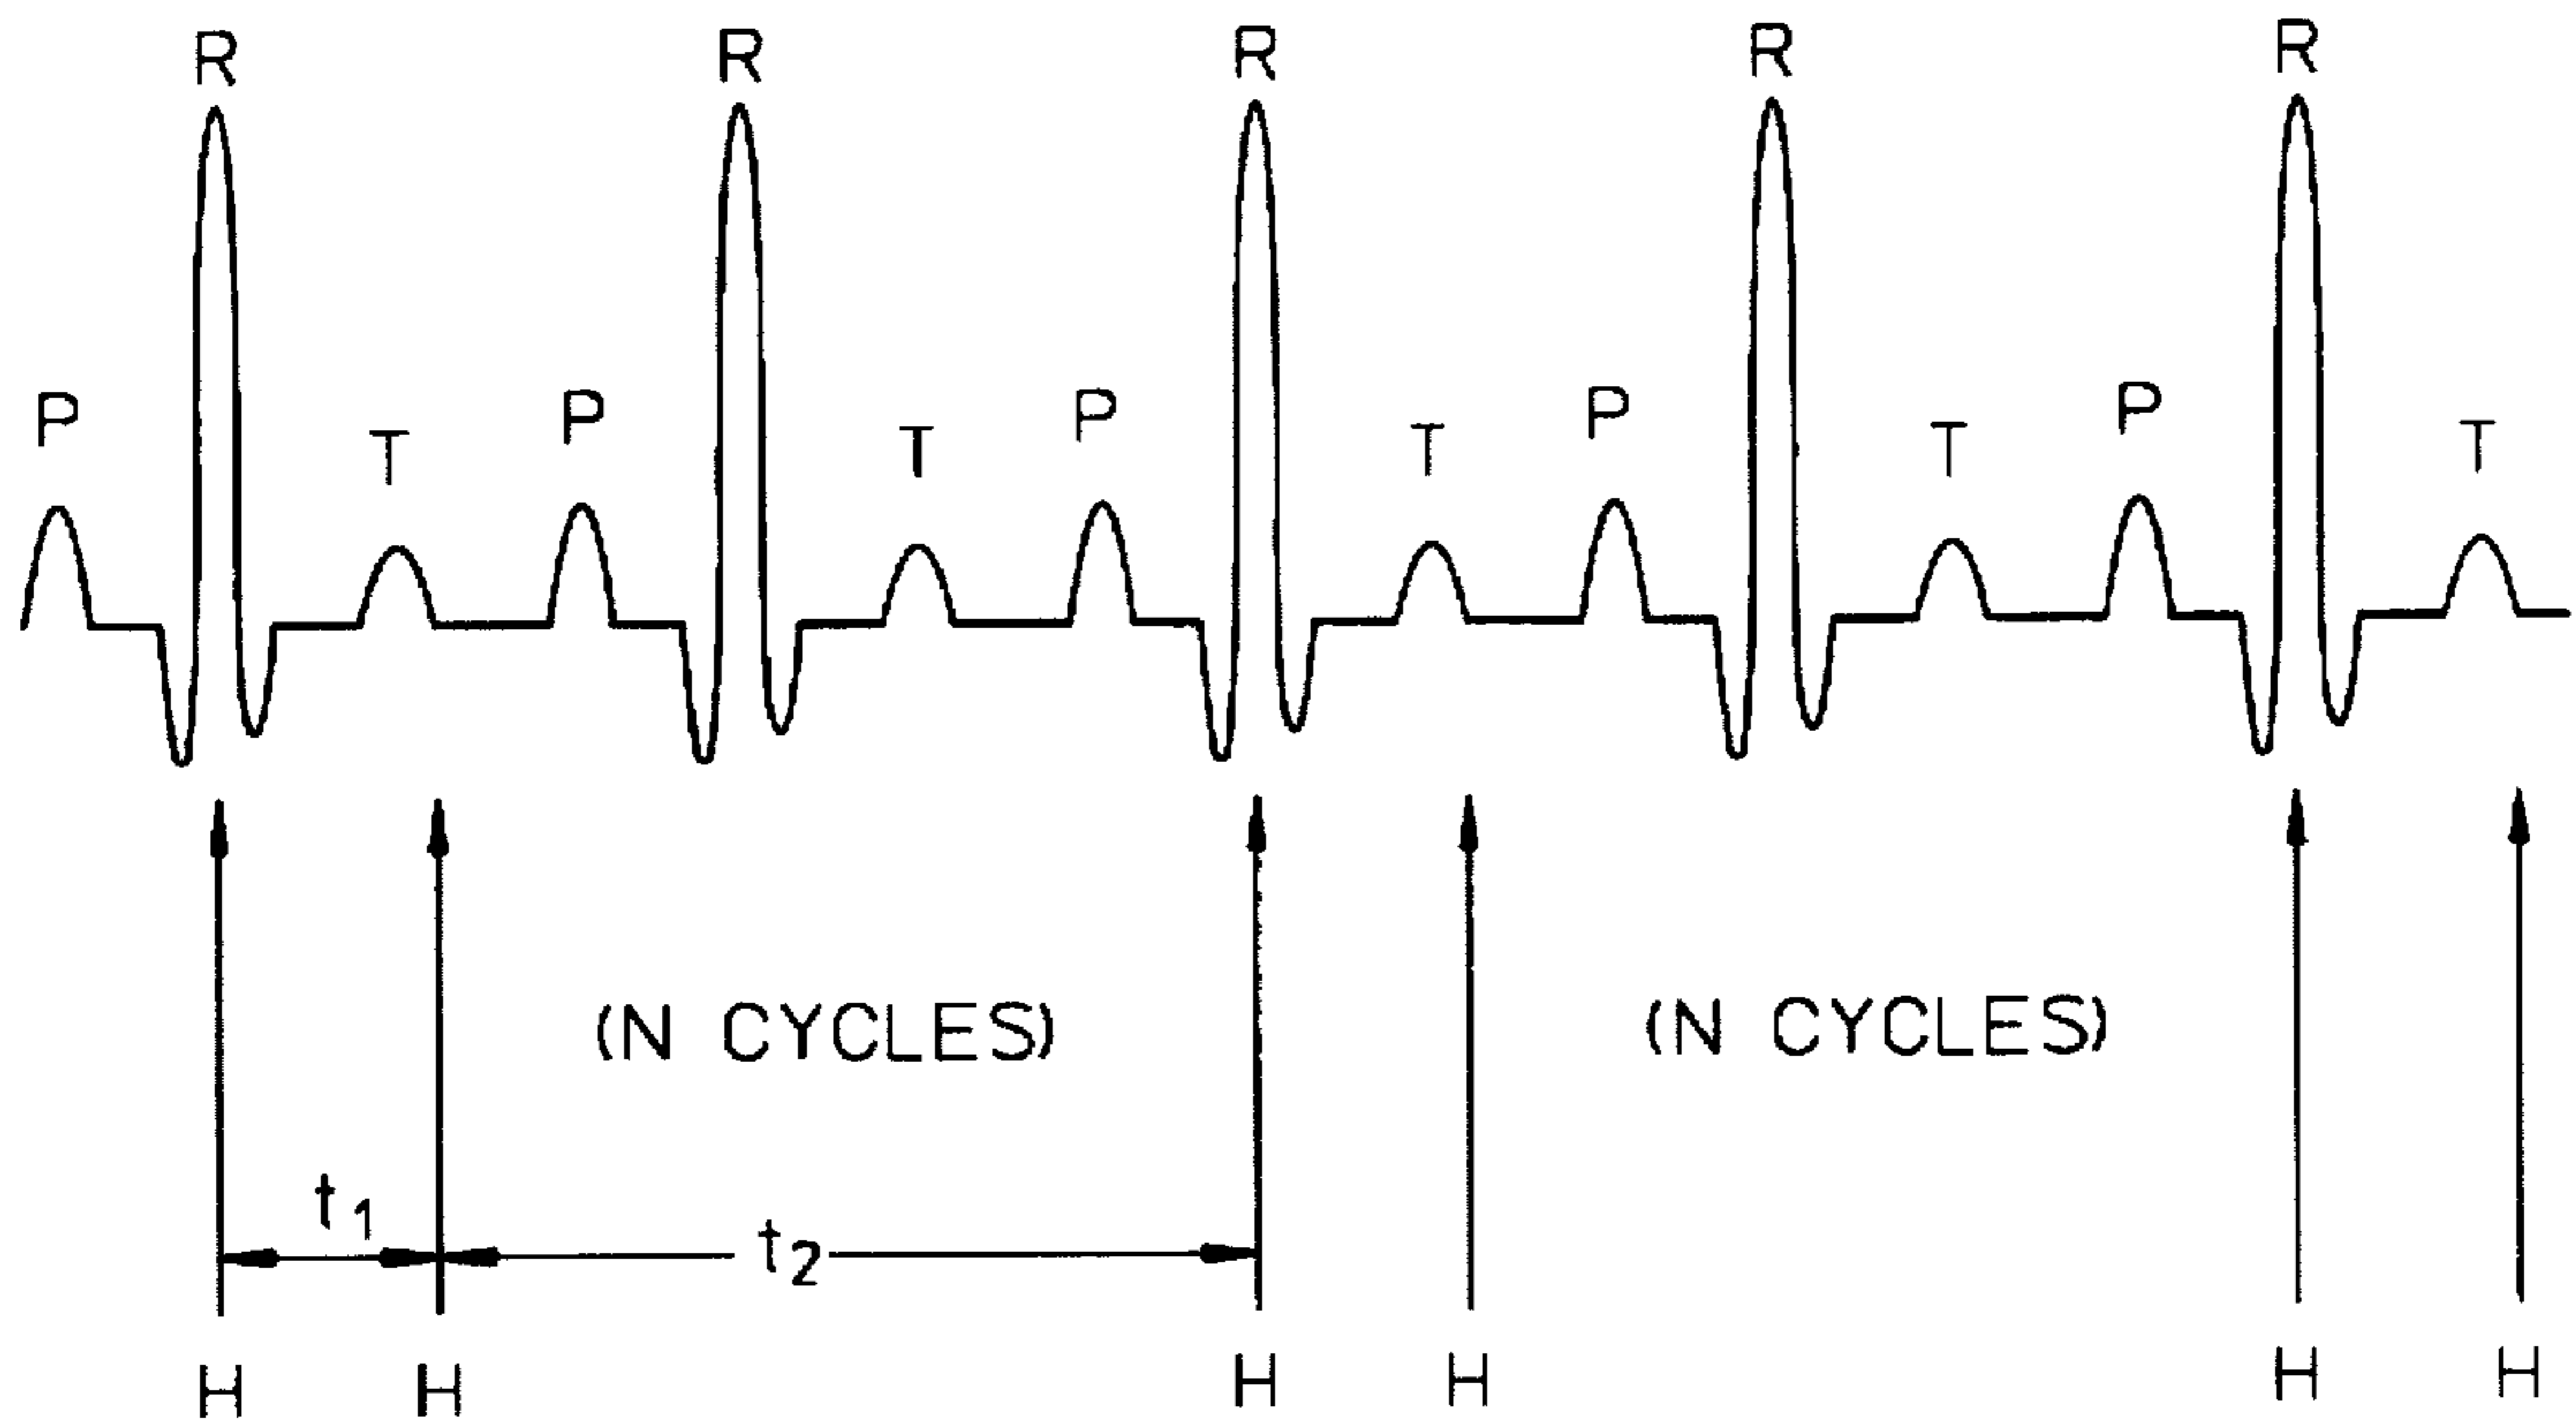 R R R R R
P T P T P T P T P T
(N CYCLES) (N CYCLES)
t1 t2
H H H H H H